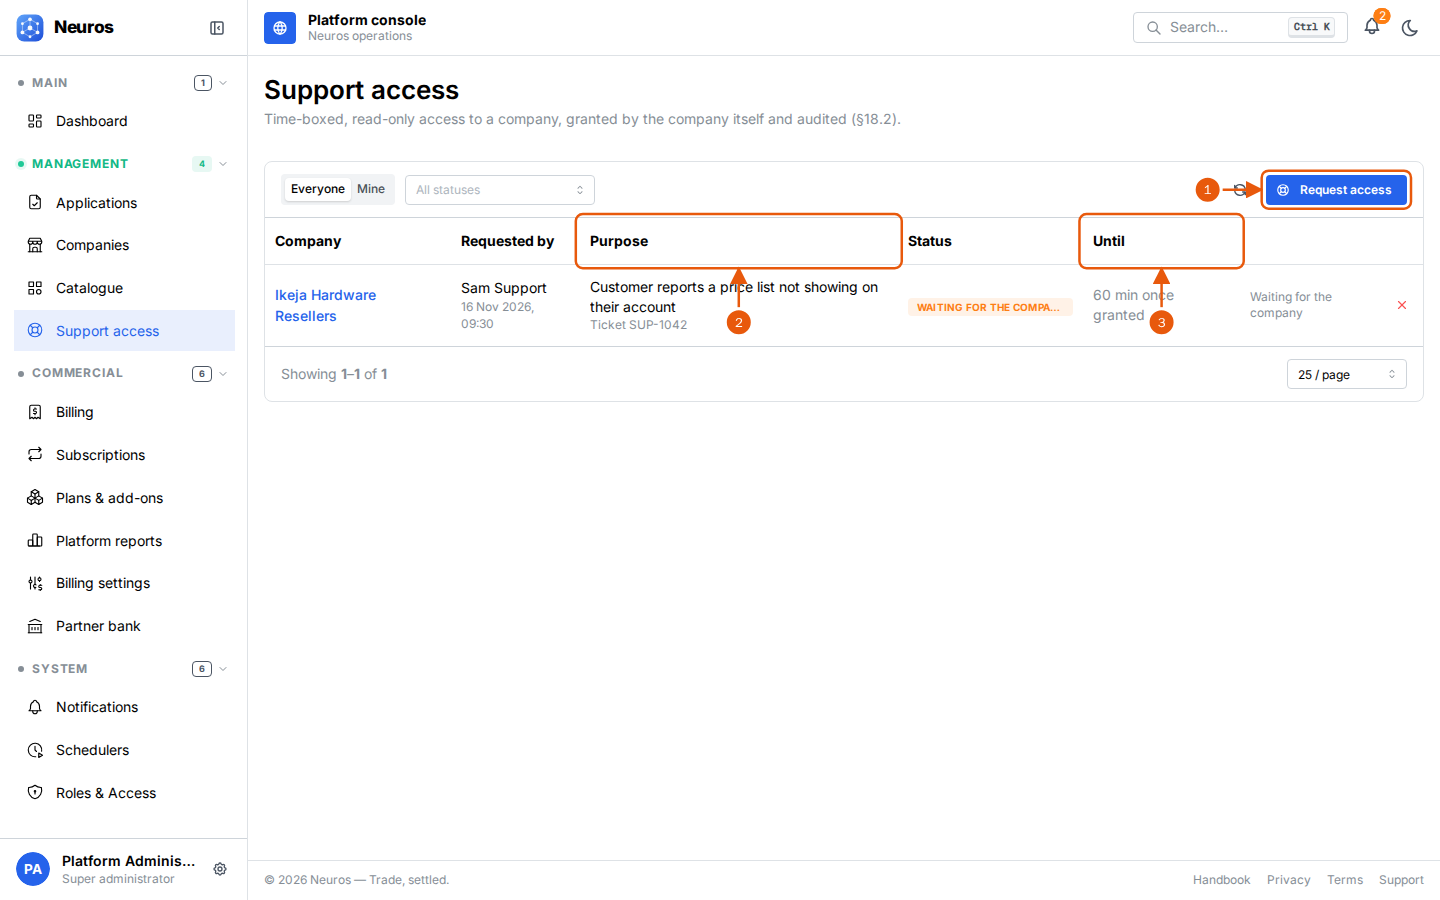 Neuros
Platform console
Neuros operations
Search...
Ctrl K
2
MAIN
1
Dashboard
MANAGEMENT
4
Applications
Companies
Catalogue
Support access
COMMERCIAL
6
Billing
Subscriptions
Plans & add-ons
Platform reports
Billing settings
Partner bank
SYSTEM
6
Notifications
Schedulers
Roles & Access
PA
Platform Adminis...
Super administrator
Support access
Time-boxed, read-only access to a company, granted by the company itself and audited (§18.2).
Everyone
Mine
All statuses
1
Request access
Company
Requested by
Purpose
Status
Until
Ikeja Hardware
Resellers
Sam Support
16 Nov 2026,
09:30
Customer reports a price list not showing on
their account
Ticket SUP-1042
2
WAITING FOR THE COMPA...
60 min once
granted
3
Waiting for the
company
Showing 1–1 of 1
25 / page
© 2026 Neuros — Trade, settled.
Handbook
Privacy
Terms
Support